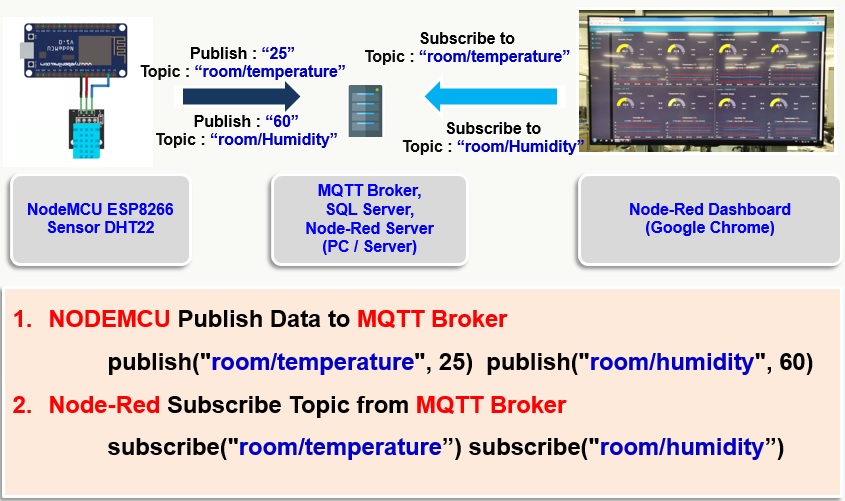 NodeMCU
V1.0
Publish : “25”
Topic : “room/temperature”
Publish : “60”
Topic : “room/Humidity”
Subscribe to
Topic : “room/temperature”
Subscribe to
Topic : “room/Humidity”
NodeMCU ESP8266
Sensor DHT22
MQTT Broker,
SQL Server,
Node-Red Server
(PC / Server)
Node-Red Dashboard
(Google Chrome)
1. NODEMCU Publish Data to MQTT Broker
publish("room/temperature", 25) publish("room/humidity", 60)
2. Node-Red Subscribe Topic from MQTT Broker
subscribe("room/temperature”) subscribe("room/humidity”)